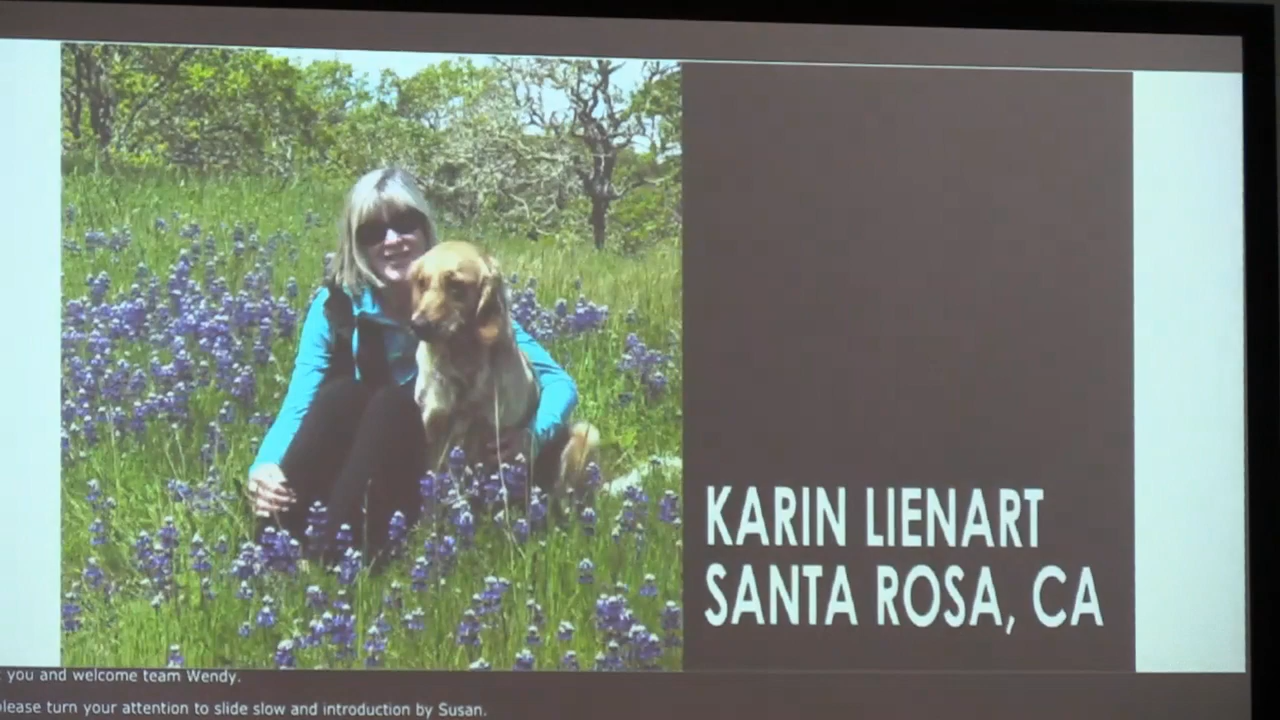 KARIN LIENART
SANTA ROSA, CA
you and welcome team Wendy.
please turn your attention to slide slow and introduction by Susan.